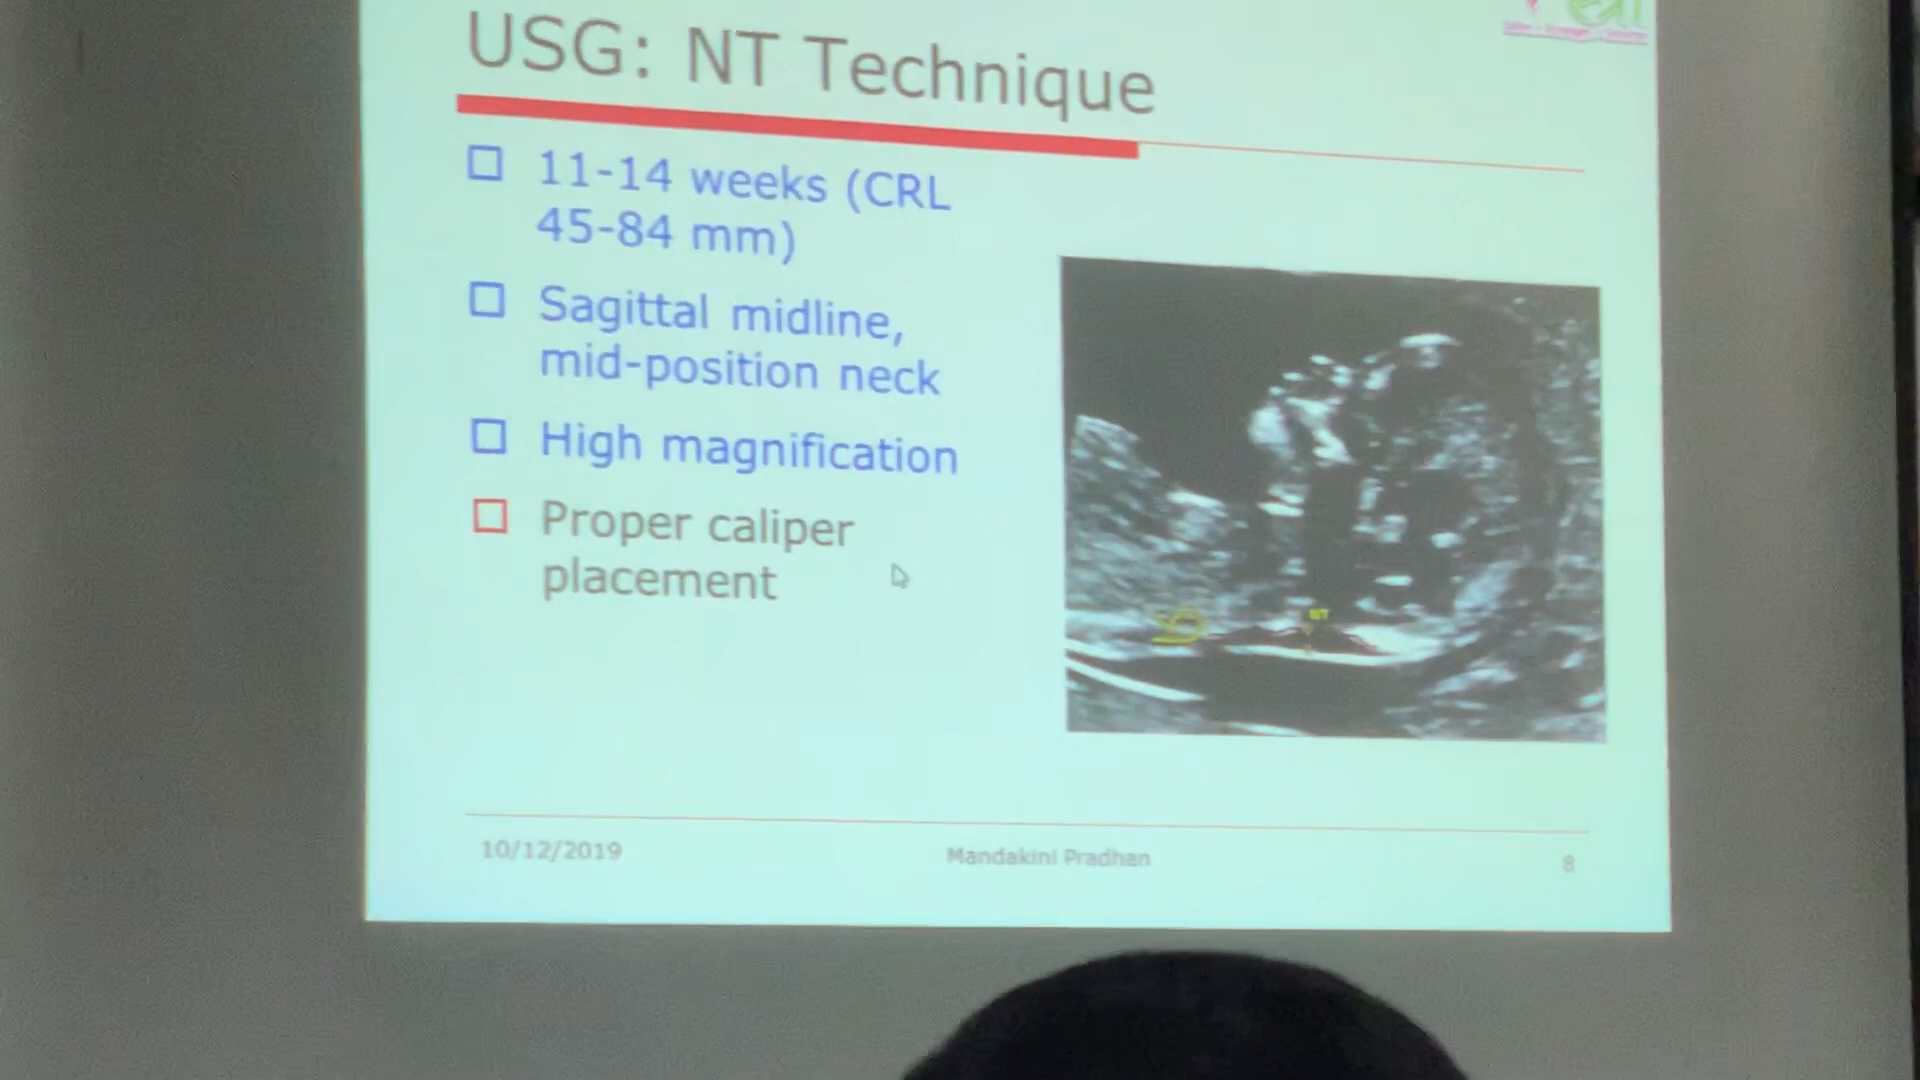 USG: NT Technique
11-14 weeks (CRL
45-84 mm)
Sagittal midline,
mid-position neck
High magnification
Proper caliper
placement
NT
10/12/2019
Mandakini Pradhan
8